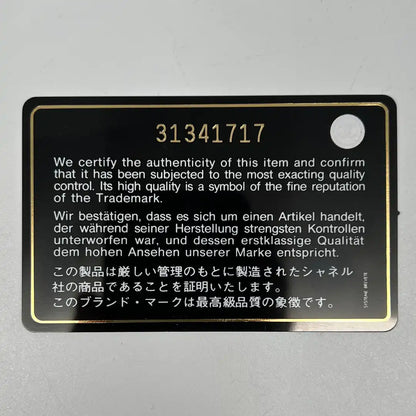 31341717
We certify the authenticity of this item and confirm
that it has been subjected to the most exacting quality
control. Its high quality is a symbol of the fine reputation
of the Trademark.
Wir bestätigen, dass es sich um einen Artikel handelt,
der während seiner Herstellung strengsten Kontrollen
unterworfen war, und dessen erstklassige Qualität
dem hohen Ansehen unserer Marke entspricht.
この製品は厳しい管理のもとに製造されたシャネル
社の商品であることを証明いたします。
このブランド・マークは最高級品質の象徴です。
SYSTEME BREVETE